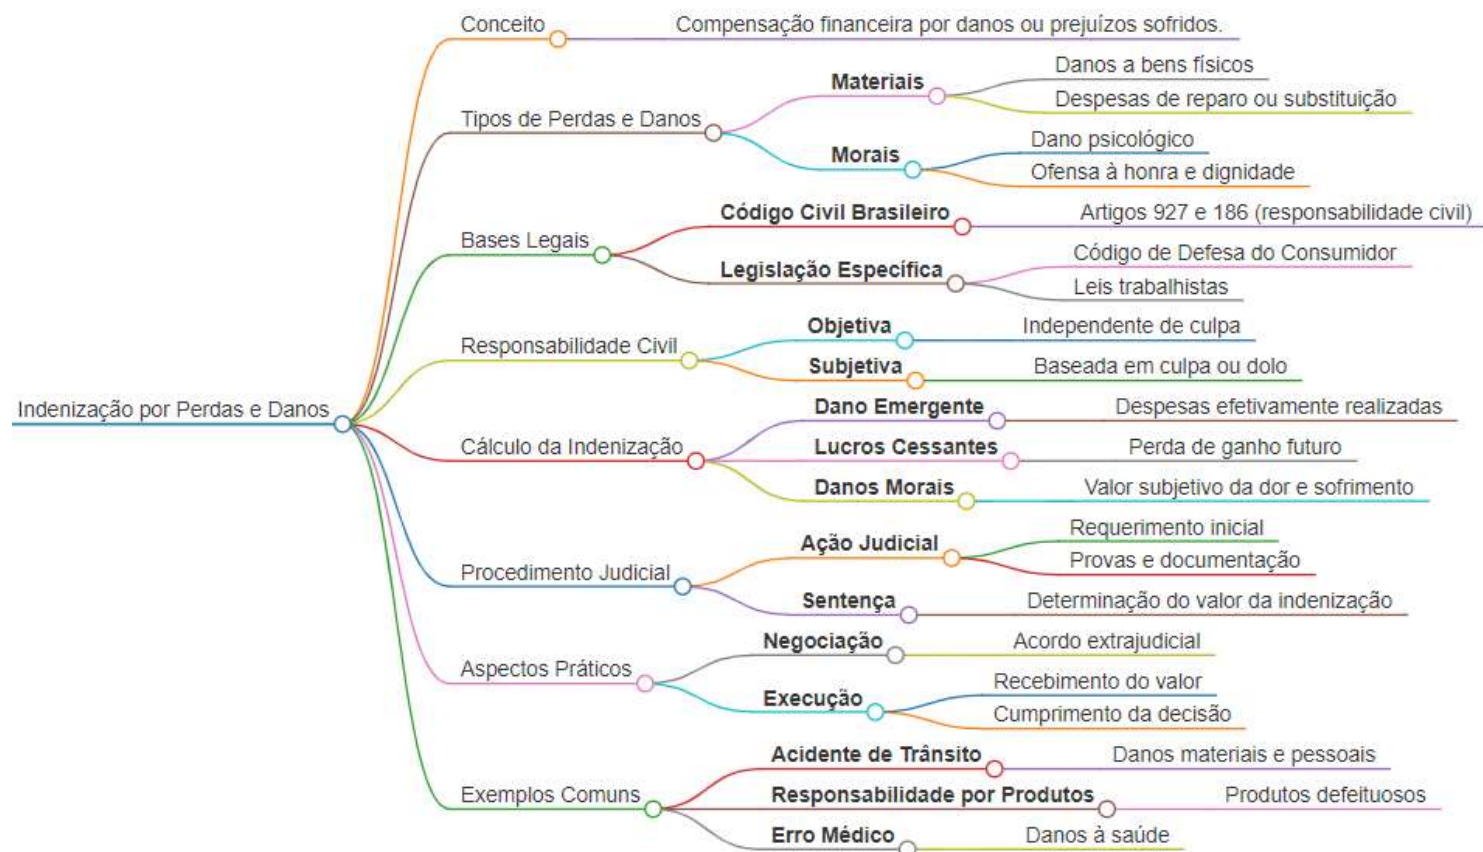 Conceito
Compensação financeira por danos ou prejuízos sofridos.
Tipos de Perdas e Danos
Materiais
Danos a bens físicos
Despesas de reparo ou substituição
Morais
Dano psicológico
Ofensa à honra e dignidade
Bases Legais
Código Civil Brasileiro
Artigos 927 e 186 (responsabilidade civil)
Legislação Específica
Código de Defesa do Consumidor
Leis trabalhistas
Responsabilidade Civil
Objetiva
Independente de culpa
Subjetiva
Baseada em culpa ou dolo
Indenização por Perdas e Danos
Cálculo da Indenização
Dano Emergente
Despesas efetivamente realizadas
Lucros Cessantes
Perda de ganho futuro
Danos Morais
Valor subjetivo da dor e sofrimento
Procedimento Judicial
Ação Judicial
Requerimento inicial
Provas e documentação
Sentença
Determinação do valor da indenização
Aspectos Práticos
Negociação
Acordo extrajudicial
Execução
Recebimento do valor
Cumprimento da decisão
Exemplos Comuns
Acidente de Trânsito
Danos materiais e pessoais
Responsabilidade por Produtos
Produtos defeituosos
Erro Médico
Danos à saúde